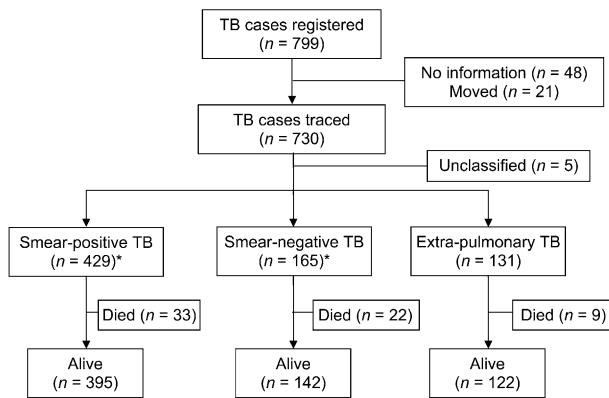 TB cases registered
(n = 799)
No information (n = 48)
Moved (n = 21)
TB cases traced
(n = 730)
Unclassified (n = 5)
Smear-positive TB
(n = 429)*
Smear-negative TB
(n = 165)*
Extra-pulmonary TB
(n = 131)
Died (n = 33)
Died (n = 22)
Died (n = 9)
Alive
(n = 395)
Alive
(n = 142)
Alive
(n = 122)